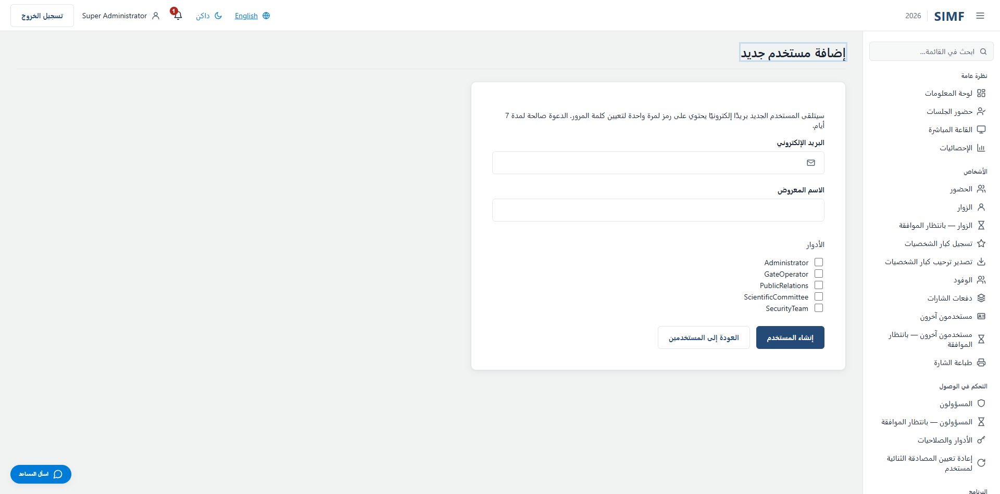 SIMF
2026
English
داكن
1
Super Administrator
تسجيل الخروج
ابحث في القائمة...
نظرة عامة
لوحة المعلومات
حضور الجلسات
القاعة المباشرة
الإحصائيات
الأشخاص
الحضور
الزوار
الزوار — بانتظار الموافقة
تسجيل كبار الشخصيات
تصدير ترحيب كبار الشخصيات
الوفود
دفعات الشارات
مستخدمون آخرون
مستخدمون آخرون — بانتظار
الموافقة
طباعة الشارة
التحكم في الوصول
المسؤولون
المسؤولون — بانتظار الموافقة
الأدوار والصلاحيات
إعادة تعيين المصادقة الثنائية
لمستخدم
البرنامج
إضافة مستخدم جديد
سيتلقى المستخدم الجديد بريدًا إلكترونيًا يحتوي على رمز لمرة واحدة لتعيين كلمة المرور. الدعوة صالحة لمدة 7
أيام.
البريد الإلكتروني
الاسم المعروض
الأدوار
Administrator
GateOperator
PublicRelations
ScientificCommittee
SecurityTeam
إنشاء المستخدم
العودة إلى المستخدمين
اسأل المساعد